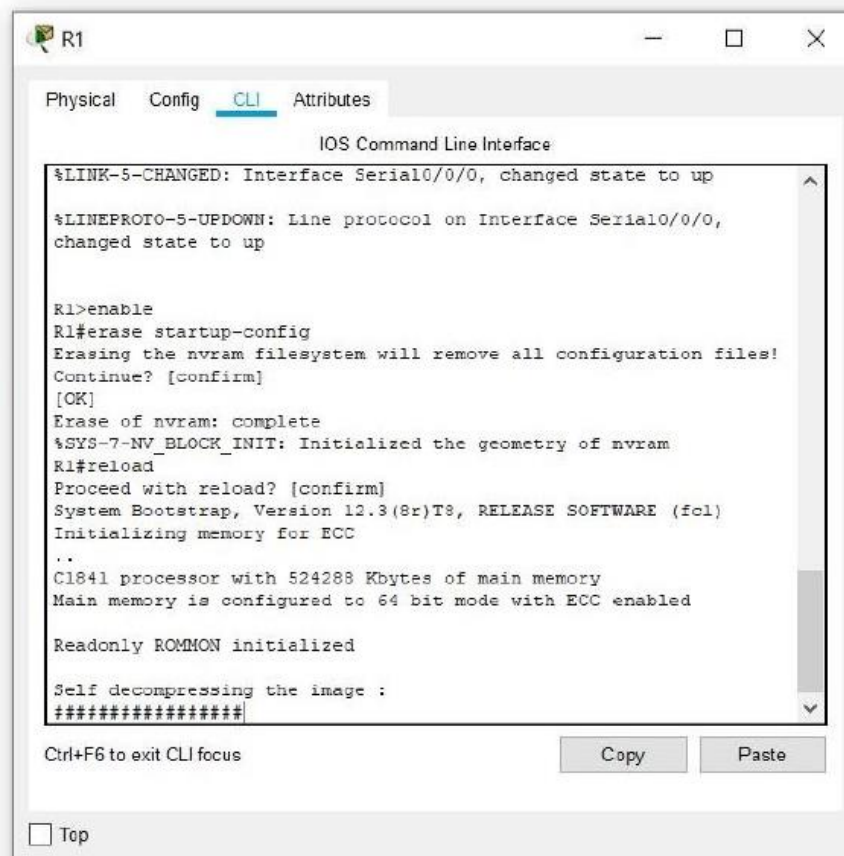 R1
Physical Config CLI Attributes
IOS Command Line Interface
%LINK-5-CHANGED: Interface Serial0/0/0, changed state to up
%LINEPROTO-5-UPDOWN: Line protocol on Interface Serial0/0/0,
changed state to up
R1>enable
R1#erase startup-config
Erasing the nvram filesystem will remove all configuration files!
Continue? [confirm]
[OK]
Erase of nvram: complete
%SYS-7-NV_BLOCK_INIT: Initialized the geometry of nvram
R1#reload
Proceed with reload? [confirm]
System Bootstrap, Version 12.3(8r)T8, RELEASE SOFTWARE (fc1)
Initializing memory for ECC
..
C1841 processor with 524288 Kbytes of main memory
Main memory is configured to 64 bit mode with ECC enabled
Readonly ROMMON initialized
Self decompressing the image :
#################
Ctrl+F6 to exit CLI focus
Copy Paste
Top